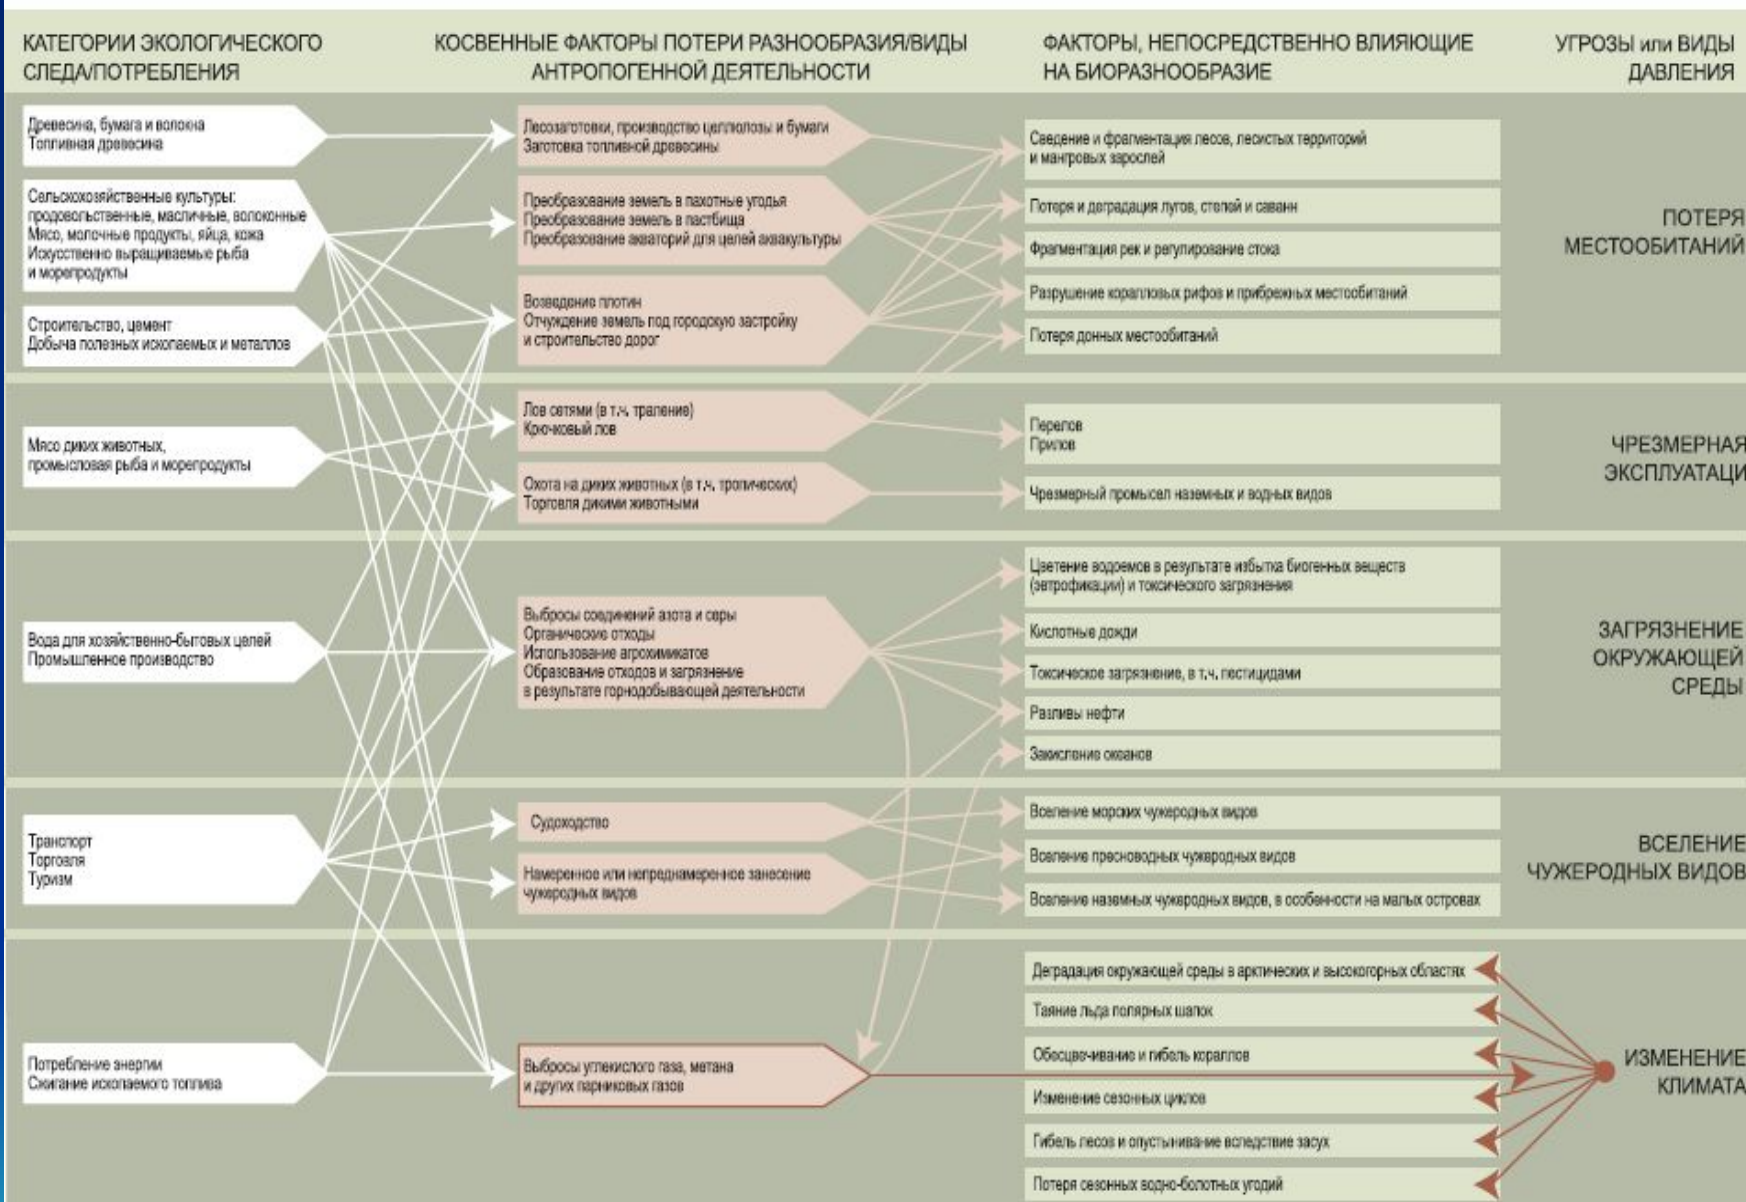 КАТЕГОРИИ ЭКОЛОГИЧЕСКОГО
СЛЕДА/ПОТРЕБЛЕНИЯ
КОСВЕННЫЕ ФАКТОРЫ ПОТЕРИ РАЗНООБРАЗИЯ/ВИДЫ
АНТРОПОГЕННОЙ ДЕЯТЕЛЬНОСТИ
ФАКТОРЫ, НЕПОСРЕДСТВЕННО ВЛИЯЮЩИЕ
НА БИОРАЗНООБРАЗИЕ
УГРОЗЫ или ВИДЫ
ДАВЛЕНИЯ
Древесина, бумага и волокна
Топливная древесина
Сельскохозяйственные культуры:
продовольственные, масличные, волоконные
Мясо, молочные продукты, яйца, кожа
Искусственно выращиваемые рыба
и морепродукты
Строительство, цемент
Добыча полезных ископаемых и металлов
Лесозаготовки, производство целлюлозы и бумаги
Заготовка топливной древесины
Преобразование земель в пахотные угодья
Преобразование земель в пастбища
Преобразование акваторий для целей аквакультуры
Возведение плотин
Отчуждение земель под городскую застройку
и строительство дорог
Сведение и фрагментация лесов, лесистых территорий
и мангровых зарослей
Потеря и деградация лугов, степей и саванн
Фрагментация рек и регулирование стока
Разрушение коралловых рифов и прибрежных местообитаний
Потеря донных местообитаний
ПОТЕРЯ
МЕСТООБИТАНИЙ
Мясо диких животных,
промысловая рыба и морепродукты
Лов сетями (в т.ч. траление)
Крючковый лов
Охота на диких животных (в т.ч. тропических)
Торговля дикими животными
Перелов
Прилов
Чрезмерный промысел наземных и водных видов
ЧРЕЗМЕРНАЯ
ЭКСПЛУАТАЦИ
Вода для хозяйственно-бытовых целей
Промышленное производство
Выбросы соединений азота и серы
Органические отходы
Использование агрохимикатов
Образование отходов и загрязнение
в результате горнодобывающей деятельности
Цветение водоемов в результате избытка биогенных веществ
(эвтрофикации) и токсического загрязнения
Кислотные дожди
Токсическое загрязнение, в т.ч. пестицидами
Разливы нефти
Закисление океанов
ЗАГРЯЗНЕНИЕ
ОКРУЖАЮЩЕЙ
СРЕДЫ
Транспорт
Торговля
Туризм
Судоходство
Намеренное или непреднамеренное занесение
чужеродных видов
Вселение морских чужеродных видов
Вселение пресноводных чужеродных видов
Вселение наземных чужеродных видов, в особенности на малых островах
ВСЕЛЕНИЕ
ЧУЖЕРОДНЫХ ВИДОВ
Потребление энергии
Сжигание ископаемого топлива
Выбросы углекислого газа, метана
и других парниковых газов
Деградация окружающей среды в арктических и высокогорных областях
Таяние льда полярных шапок
Обесцвечивание и гибель кораллов
Изменение сезонных циклов
Гибель лесов и опустынивание вследствие засух
Потеря сезонных водно-болотных угодий
ИЗМЕНЕНИЕ
КЛИМАТА